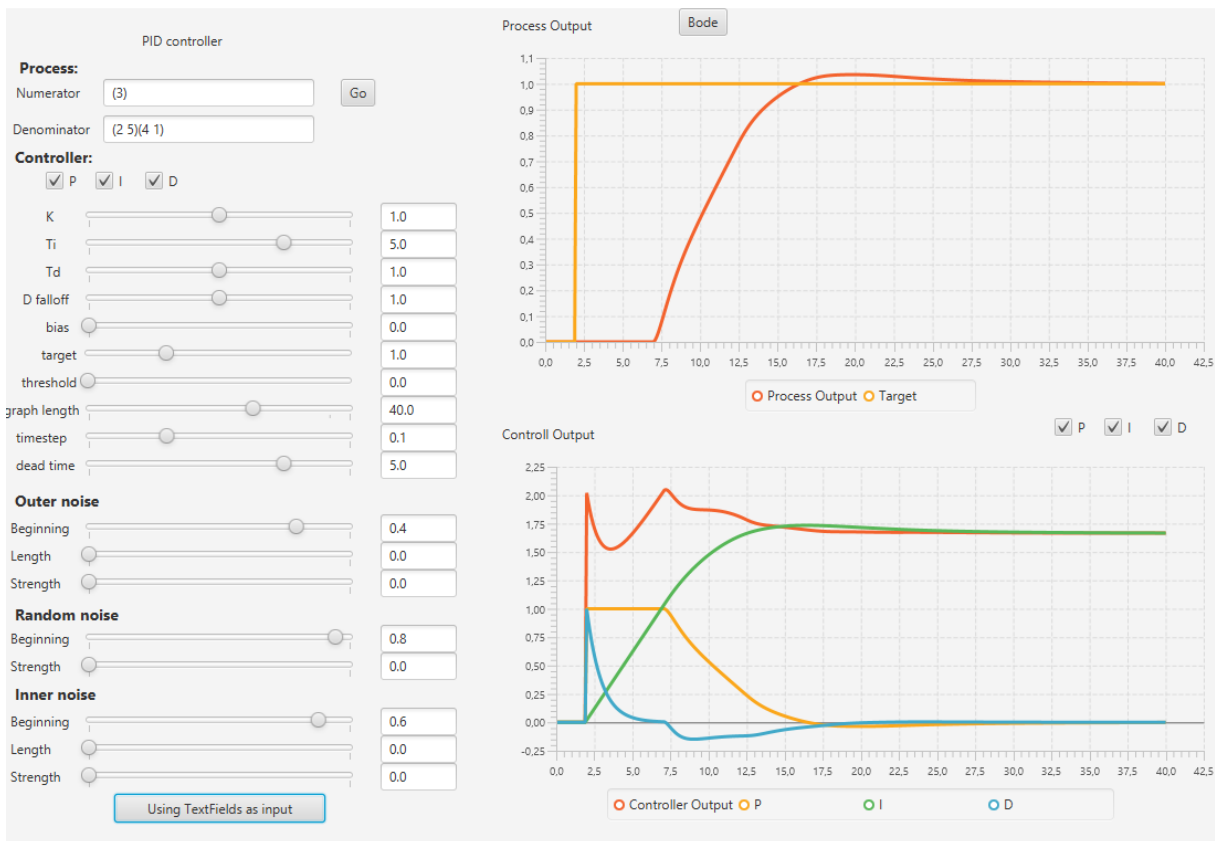 PID controller
Process:
Numerator (3) Go
Denominator (2 5)(4 1)
Controller:
P I D
K 1.0
Ti 5.0
Td 1.0
D falloff 1.0
bias 0.0
target 1.0
threshold 0.0
graph length 40.0
timestep 0.1
dead time 5.0
Outer noise
Beginning 0.4
Length 0.0
Strength 0.0
Random noise
Beginning 0.8
Strength 0.0
Inner noise
Beginning 0.6
Length 0.0
Strength 0.0
Using TextFields as input
Process Output Bode
1,1
1,0
0,9
0,8
0,7
0,6
0,5
0,4
0,3
0,2
0,1
0,0
0,0 2,5 5,0 7,5 10,0 12,5 15,0 17,5 20,0 22,5 25,0 27,5 30,0 32,5 35,0 37,5 40,0 42,5
Process Output Target
Controll Output P I D
2,25
2,00
1,75
1,50
1,25
1,00
0,75
0,50
0,25
0,00
-0,25
0,0 2,5 5,0 7,5 10,0 12,5 15,0 17,5 20,0 22,5 25,0 27,5 30,0 32,5 35,0 37,5 40,0 42,5
Controller Output P I D